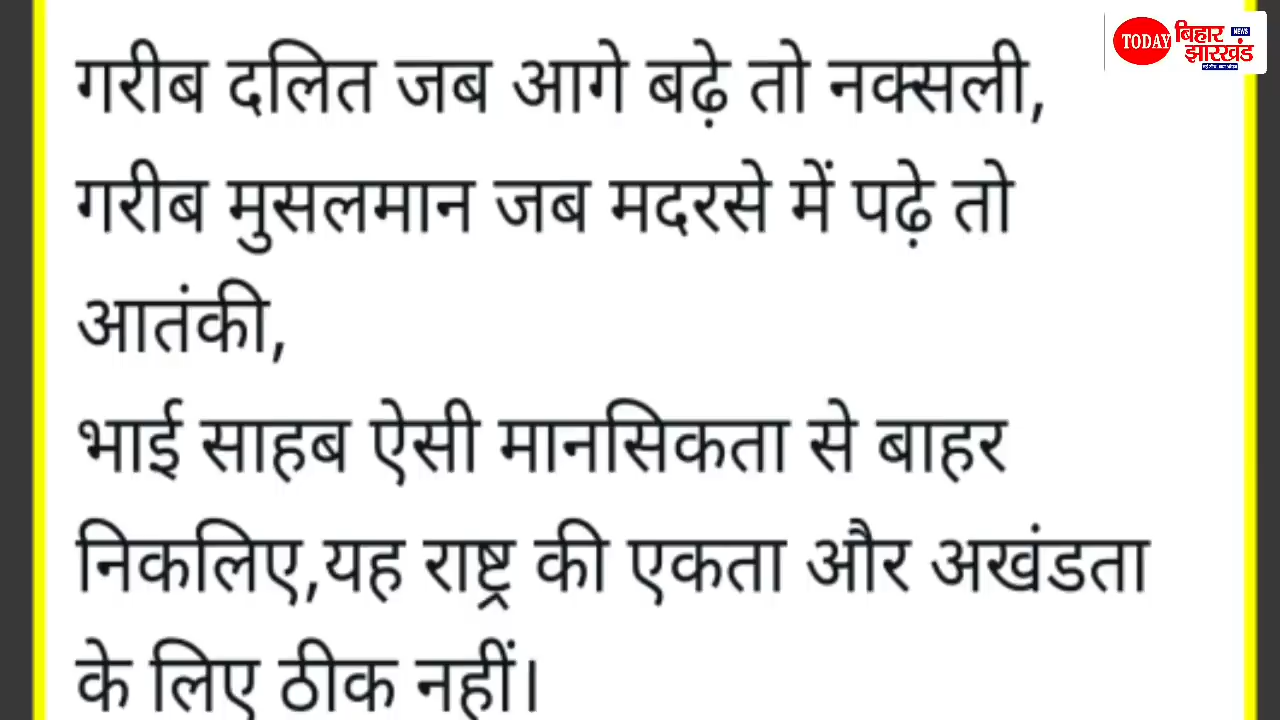 TODAY बिहार झारखंड NEWS
गरीब दलित जब आगे बढ़े तो नक्सली,
गरीब मुसलमान जब मदरसे में पढ़े तो
आतंकी,
भाई साहब ऐसी मानसिकता से बाहर
निकलिए,यह राष्ट्र की एकता और अखंडता
के लिए ठीक नहीं।